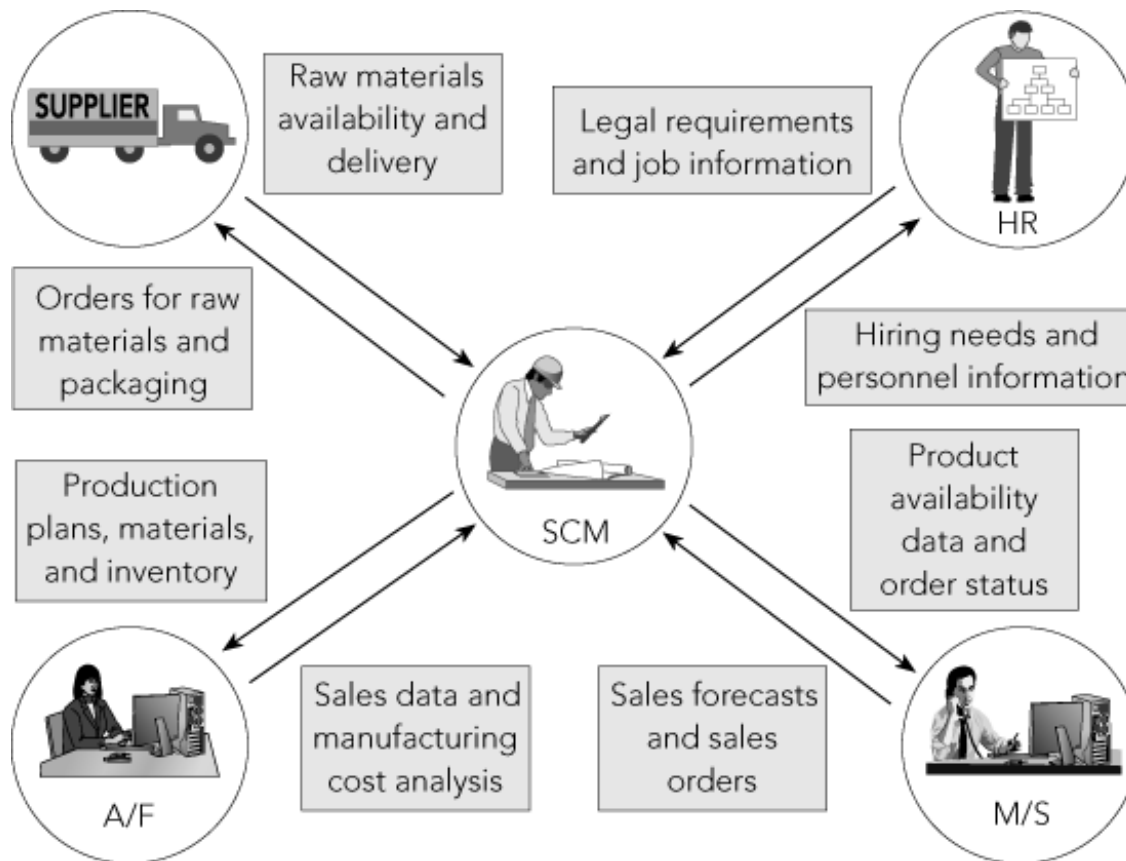 SUPPLIER
Raw materials
availability and
delivery
Legal requirements
and job information
HR
Orders for raw
materials and
packaging
Hiring needs and
personnel information
SCM
Production
plans, materials,
and inventory
Product
availability
data and
order status
A/F
Sales data and
manufacturing
cost analysis
Sales forecasts
and sales
orders
M/S